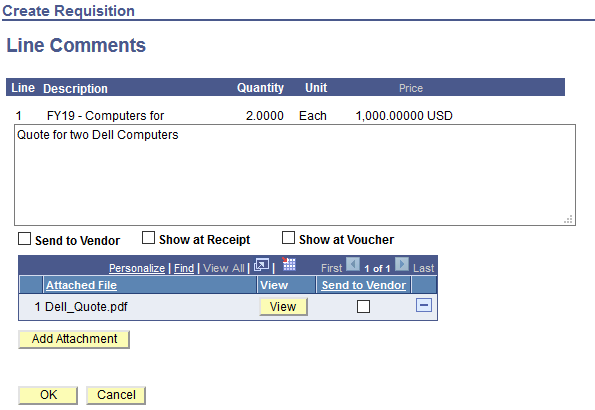 Create Requisition
Line Comments
Line Description Quantity Unit Price
1 FY19 - Computers for 2.0000 Each 1,000.00000 USD
Quote for two Dell Computers
Send to Vendor Show at Receipt Show at Voucher
Personalize | Find | View All | | First 1 of 1 Last
Attached File View Send to Vendor
1 Dell_Quote.pdf View
Add Attachment
OK Cancel